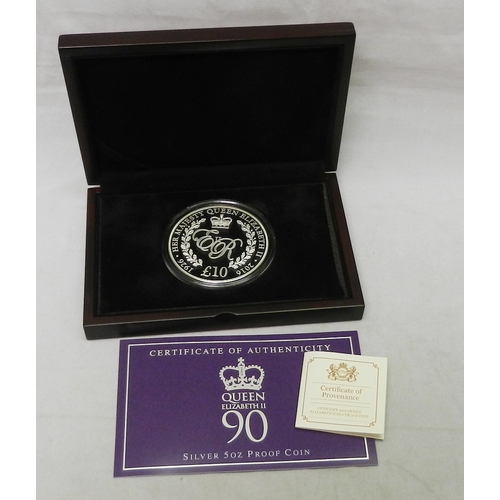 HER MAJESTY QUEEN ELIZABETH II
ER
1926
2016
£10
CERTIFICATE OF AUTHENTICITY
QUEEN
ELIZABETH II
90
SILVER 5OZ PROOF COIN
Certificate of
Provenance